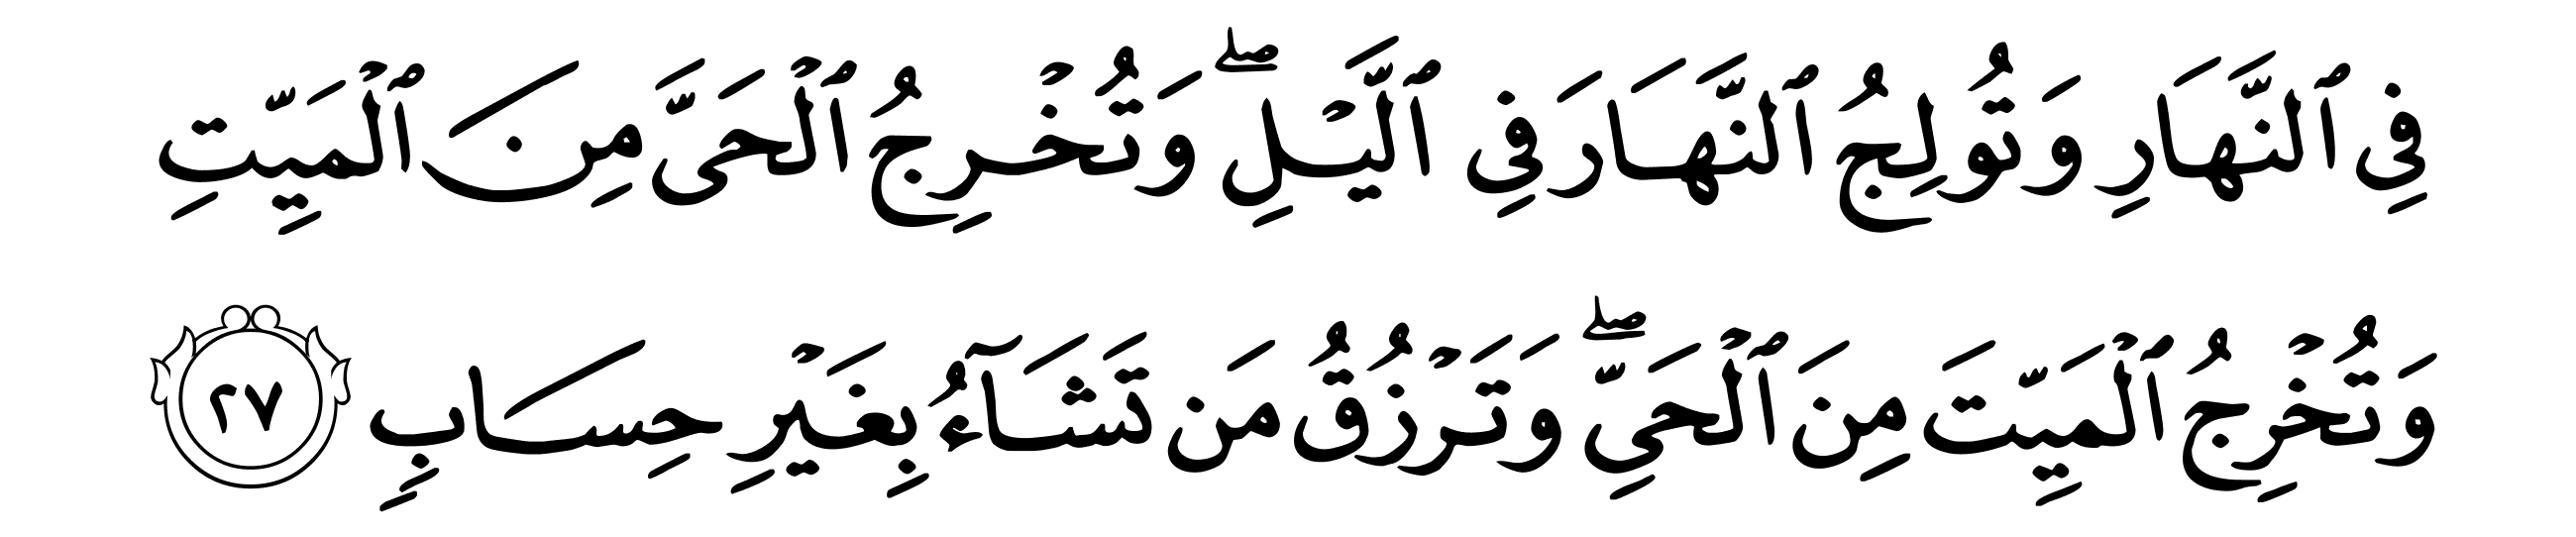 فِي ٱلنَّهَارِ وَتُولِجُ ٱلنَّهَارَ فِي ٱلَّيۡلِۖ وَتُخۡرِجُ ٱلۡحَيَّ مِنَ ٱلۡمَيِّتِ
وَتُخۡرِجُ ٱلۡمَيِّتَ مِنَ ٱلۡحَيِّۖ وَتَرۡزُقُ مَن تَشَآءُ بِغَيۡرِ حِسَابٖ ٢٧